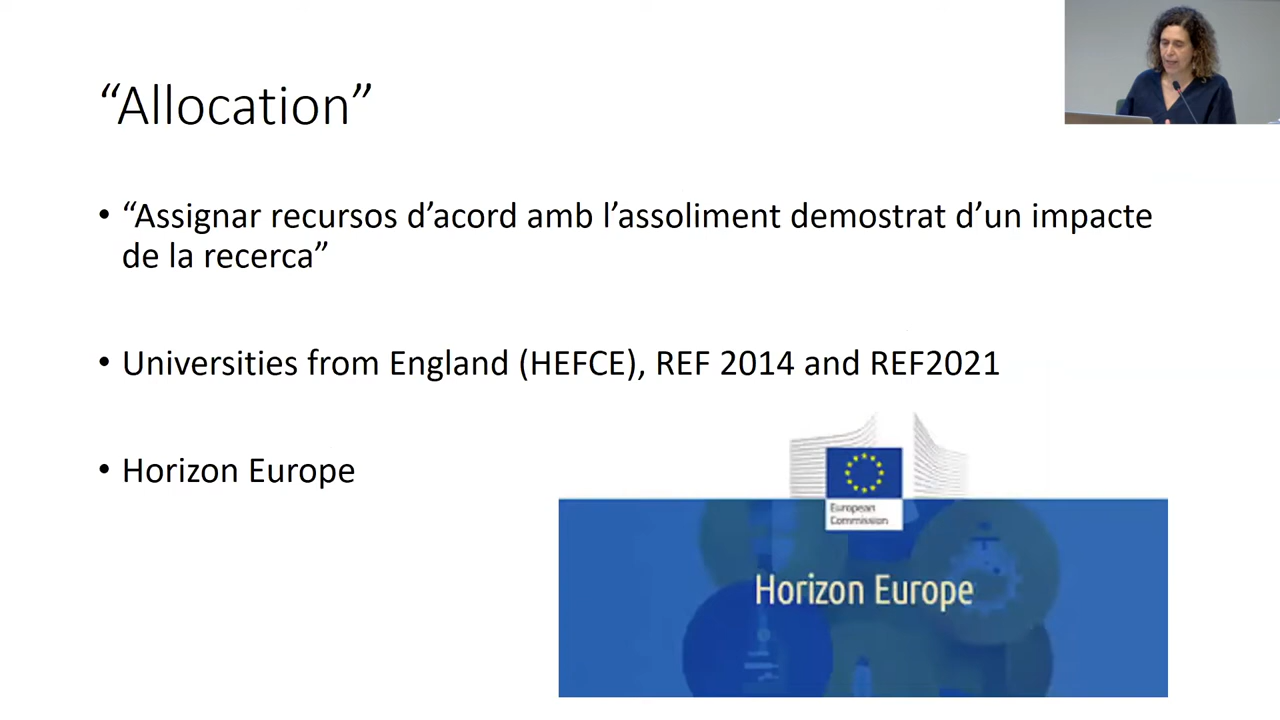 “Allocation”
• “Assignar recursos d’acord amb l’assoliment demostrat d’un impacte
de la recerca”
• Universities from England (HEFCE), REF 2014 and REF2021
• Horizon Europe
European
Commission
Horizon Europe